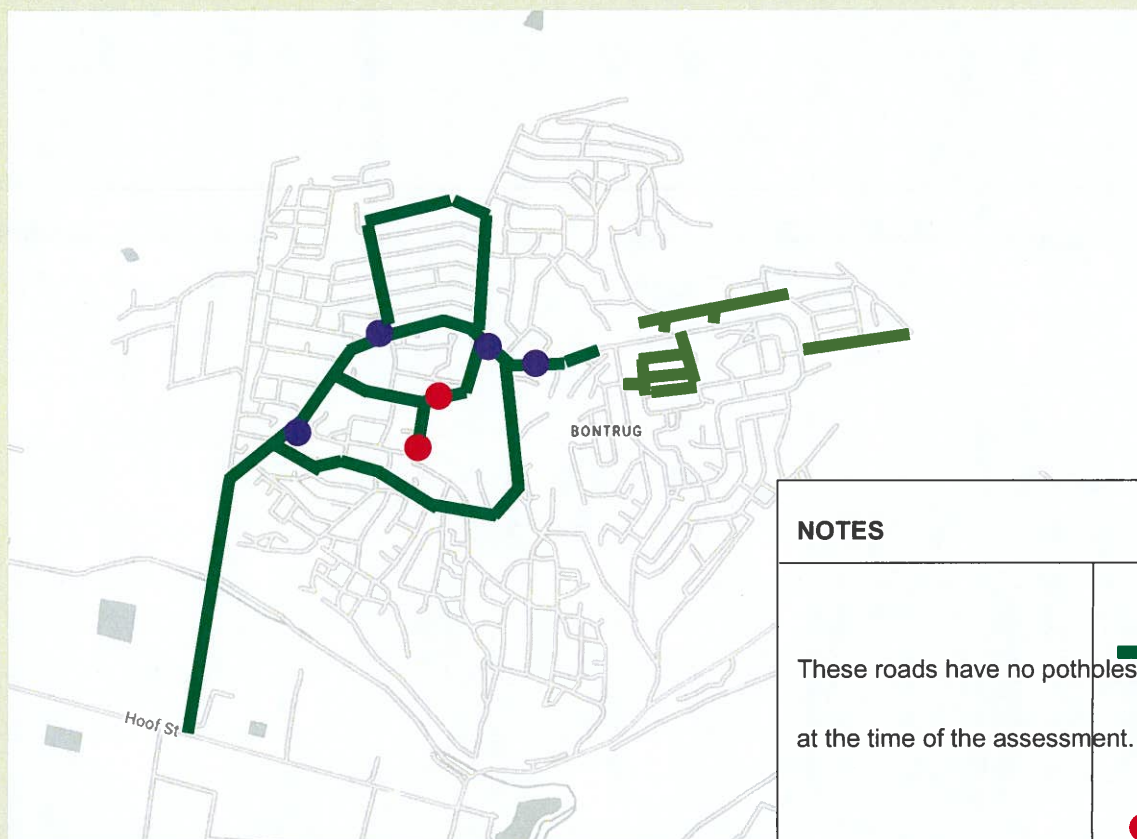 BONTRUG
NOTES
These roads have no potholes
at the time of the assessment.
Hoof St